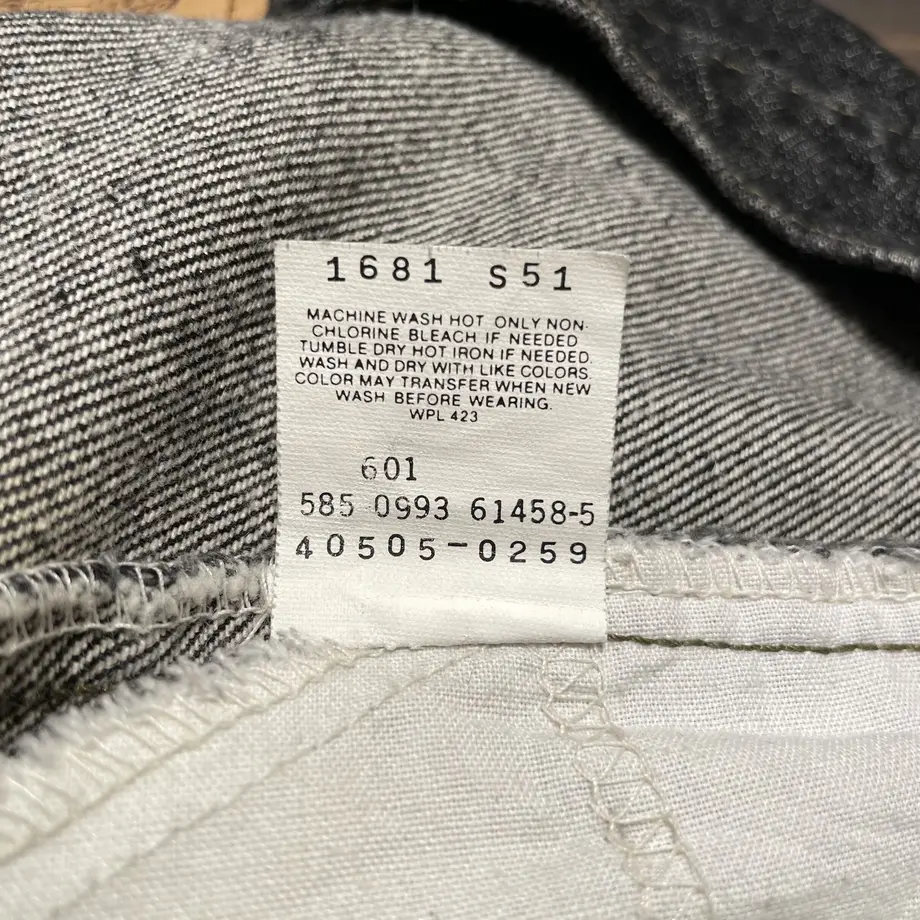 1681 S51
MACHINE WASH HOT ONLY NON-
CHLORINE BLEACH IF NEEDED
TUMBLE DRY HOT IRON IF NEEDED.
WASH AND DRY WITH LIKE COLORS.
COLOR MAY TRANSFER WHEN NEW
WASH BEFORE WEARING.
WPL 423
601
585 0993 61458-5
40505-0259